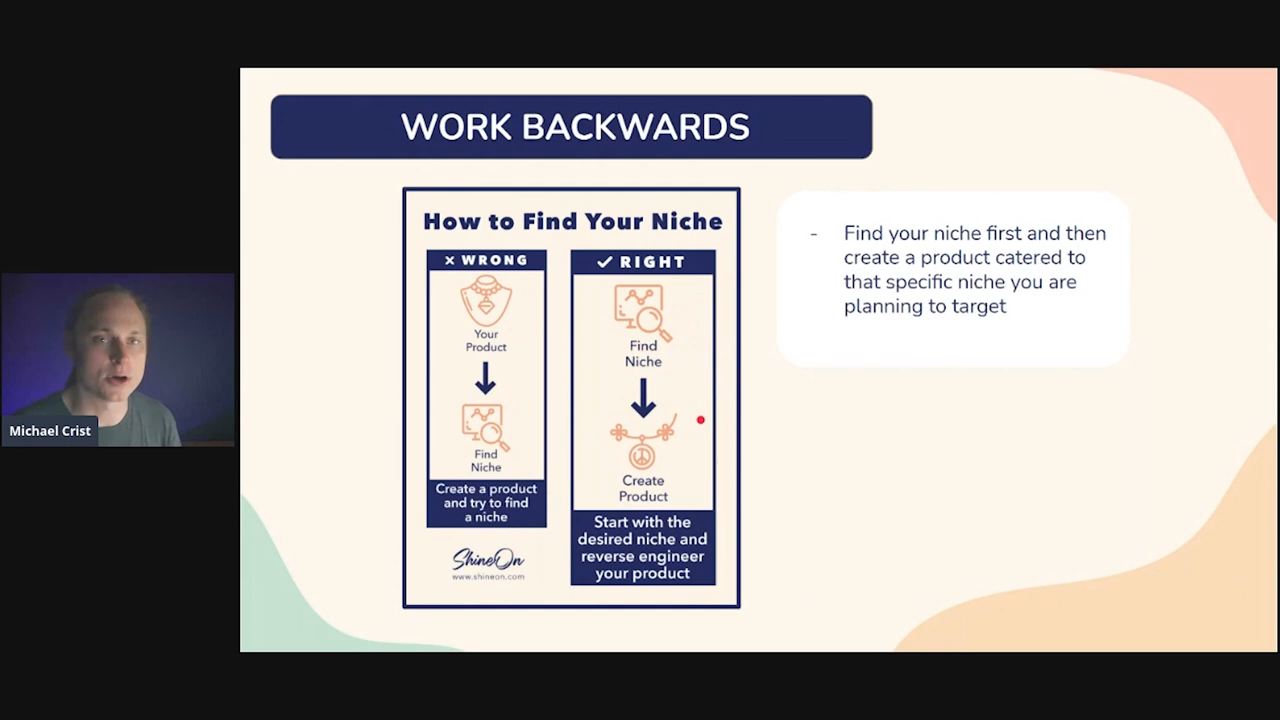 WORK BACKWARDS
How to Find Your Niche
× WRONG
Your
Product
Find
Niche
Create a product
and try to find
a niche
ShineOn
www.shineon.com
✓ RIGHT
Find
Niche
Create
Product
Start with the
desired niche and
reverse engineer
your product
- Find your niche first and then
create a product catered to
that specific niche you are
planning to target
Michael Crist